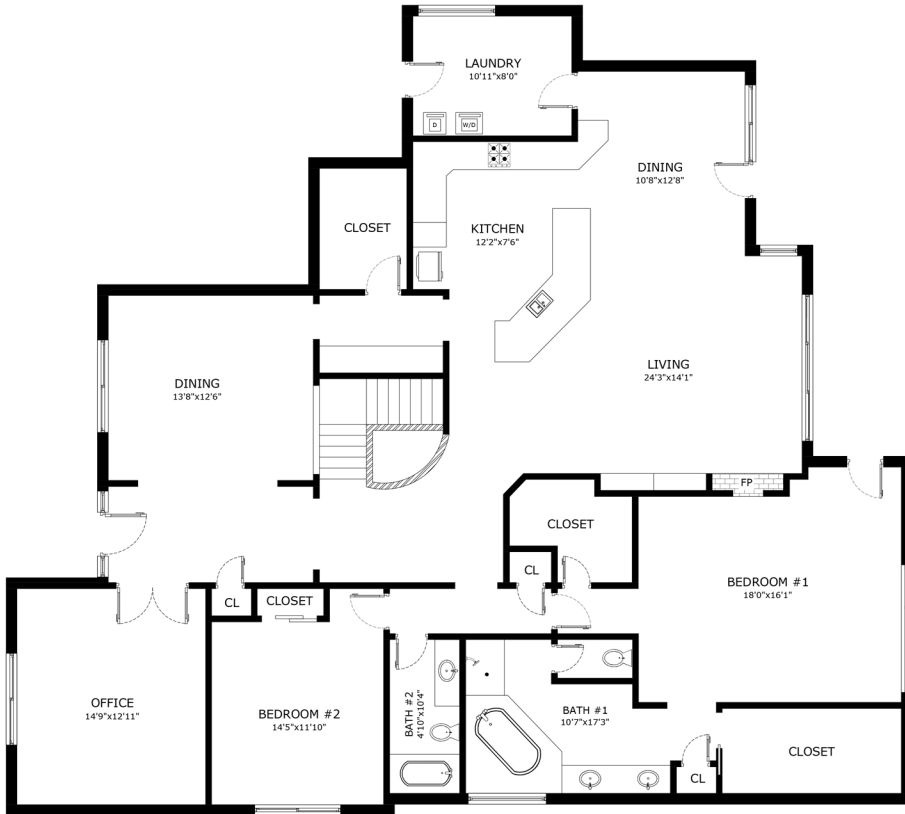 LAUNDRY
10'11"x8'0"
D
W/D
DINING
10'8"x12'8"
CLOSET
KITCHEN
12'2"x7'6"
LIVING
24'3"x14'1"
DINING
13'8"x12'6"
FP
CLOSET
CL
BEDROOM #1
18'0"x16'1"
CL
CLOSET
OFFICE
14'9"x12'11"
BEDROOM #2
14'5"x11'10"
BATH #2
4'10"x10'4"
BATH #1
10'7"x17'3"
CLOSET
CL